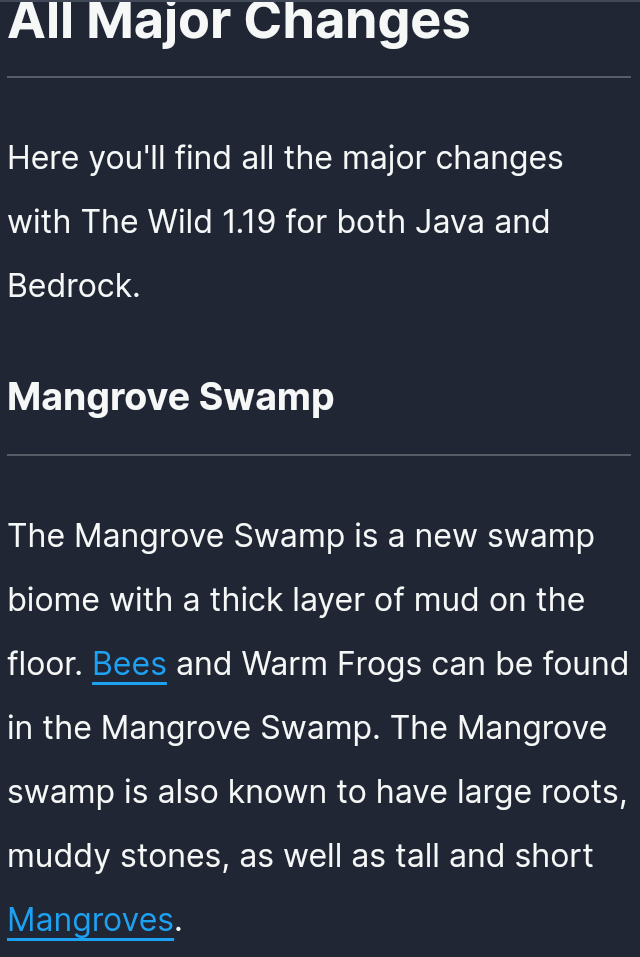 All Major Changes
Here you'll find all the major changes
with The Wild 1.19 for both Java and
Bedrock.
Mangrove Swamp
The Mangrove Swamp is a new swamp
biome with a thick layer of mud on the
floor. Bees and Warm Frogs can be found
in the Mangrove Swamp. The Mangrove
swamp is also known to have large roots,
muddy stones, as well as tall and short
Mangroves.